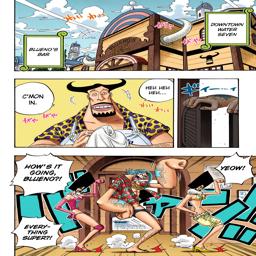 DOWNTOWN
WATER
SEVEN
BLUENO'S
BAR
HEH HEH
HEH...
C'MON
IN.
YEOW!
HOW'S IT
GOING,
BLUENO?!
EVERY-
THING
SUPER?!